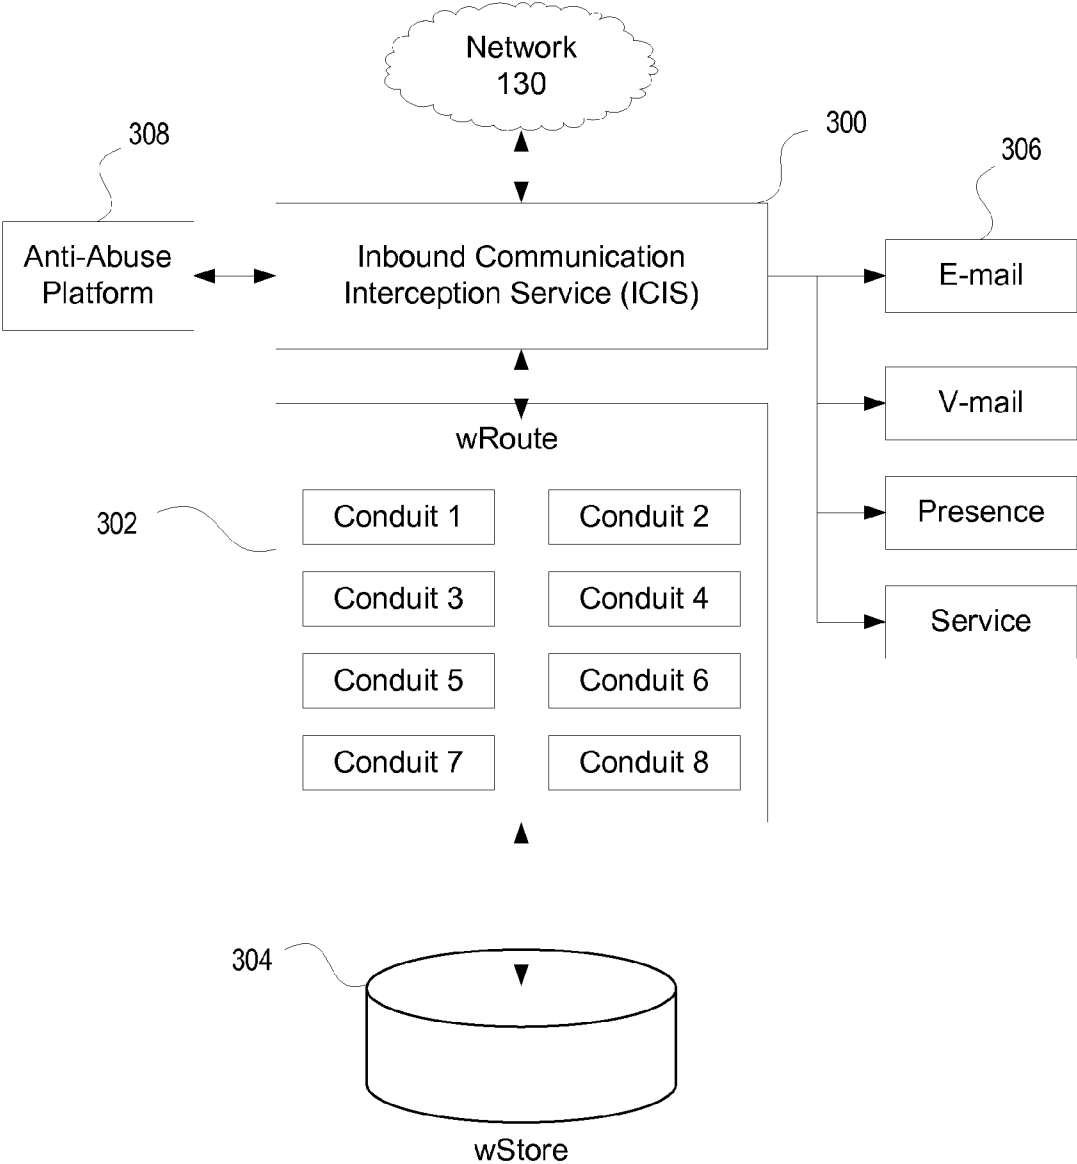 Network
130
308
300
306
Anti-Abuse
Platform
Inbound Communication
Interception Service (ICIS)
E-mail
V-mail
wRoute
302
Conduit 1
Conduit 2
Presence
Conduit 3
Conduit 4
Service
Conduit 5
Conduit 6
Conduit 7
Conduit 8
304
wStore